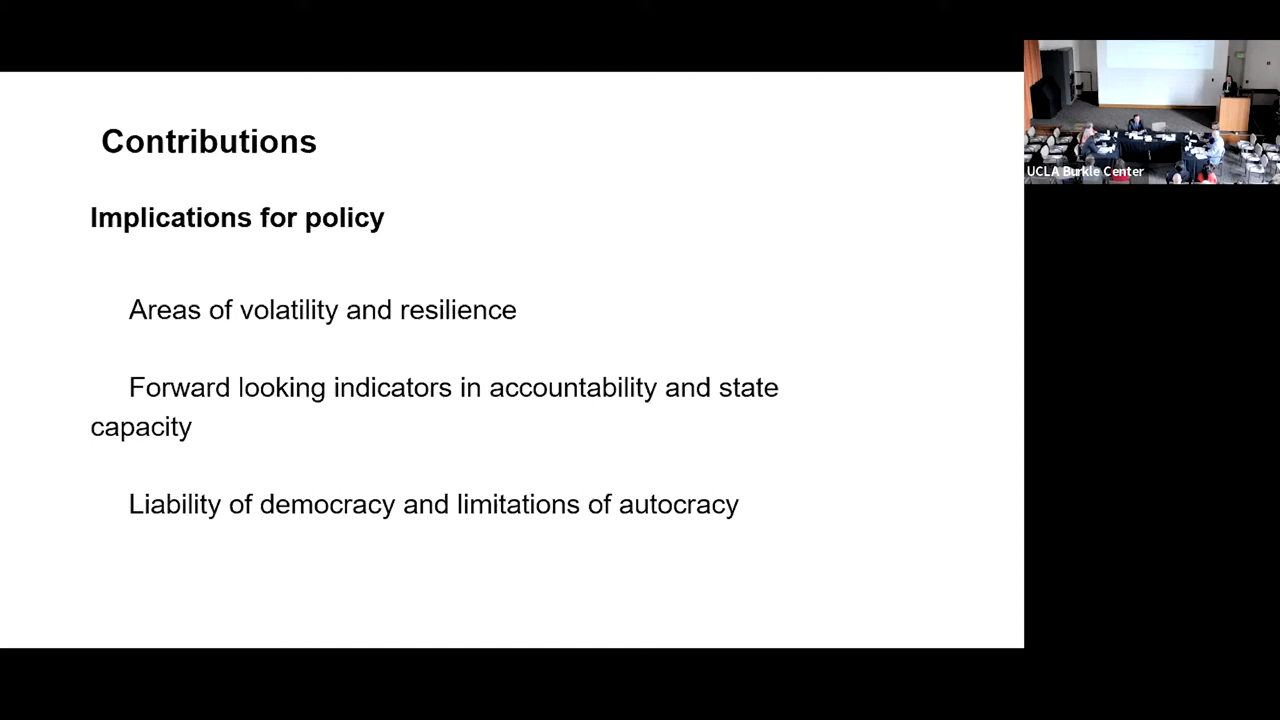 Contributions
Implications for policy
Areas of volatility and resilience
Forward looking indicators in accountability and state
capacity
Liability of democracy and limitations of autocracy
UCLA Burkle Center